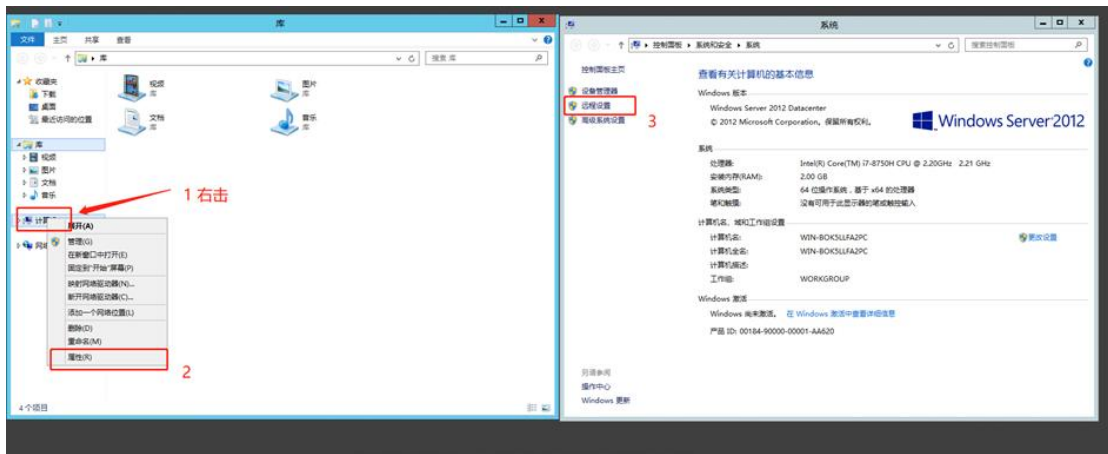 库
文件 主页 共享 查看
库
搜索 库
收藏夹
下载
桌面
最近访问的位置
库
视频
图片
文档
音乐
计算
网络
视频
库
图片
库
文档
库
音乐
库
1 右击
展开(A)
管理(G)
在新窗口中打开(E)
固定到"开始"屏幕(P)
映射网络驱动器(N)...
断开网络驱动器(C)...
添加一个网络位置(L)
删除(D)
重命名(M)
属性(R)
2
4 个项目
系统
控制面板 系统和安全 系统
搜索控制面板
控制面板主页
设备管理器
远程设置
3
高级系统设置
另请参阅
操作中心
Windows 更新
查看有关计算机的基本信息
Windows 版本
Windows Server 2012 Datacenter
© 2012 Microsoft Corporation。保留所有权利。
Windows Server 2012
系统
处理器: Intel(R) Core(TM) i7-8750H CPU @ 2.20GHz 2.21 GHz
安装内存(RAM): 2.00 GB
系统类型: 64 位操作系统，基于 x64 的处理器
笔和触摸: 没有可用于此显示器的笔或触控输入
计算机名、域和工作组设置
计算机名: WIN-BOK5LLFA2PC
更改设置
计算机全名: WIN-BOK5LLFA2PC
计算机描述:
工作组: WORKGROUP
Windows 激活
Windows 尚未激活。 在 Windows 激活中查看详细信息
产品 ID: 00184-90000-00001-AA620